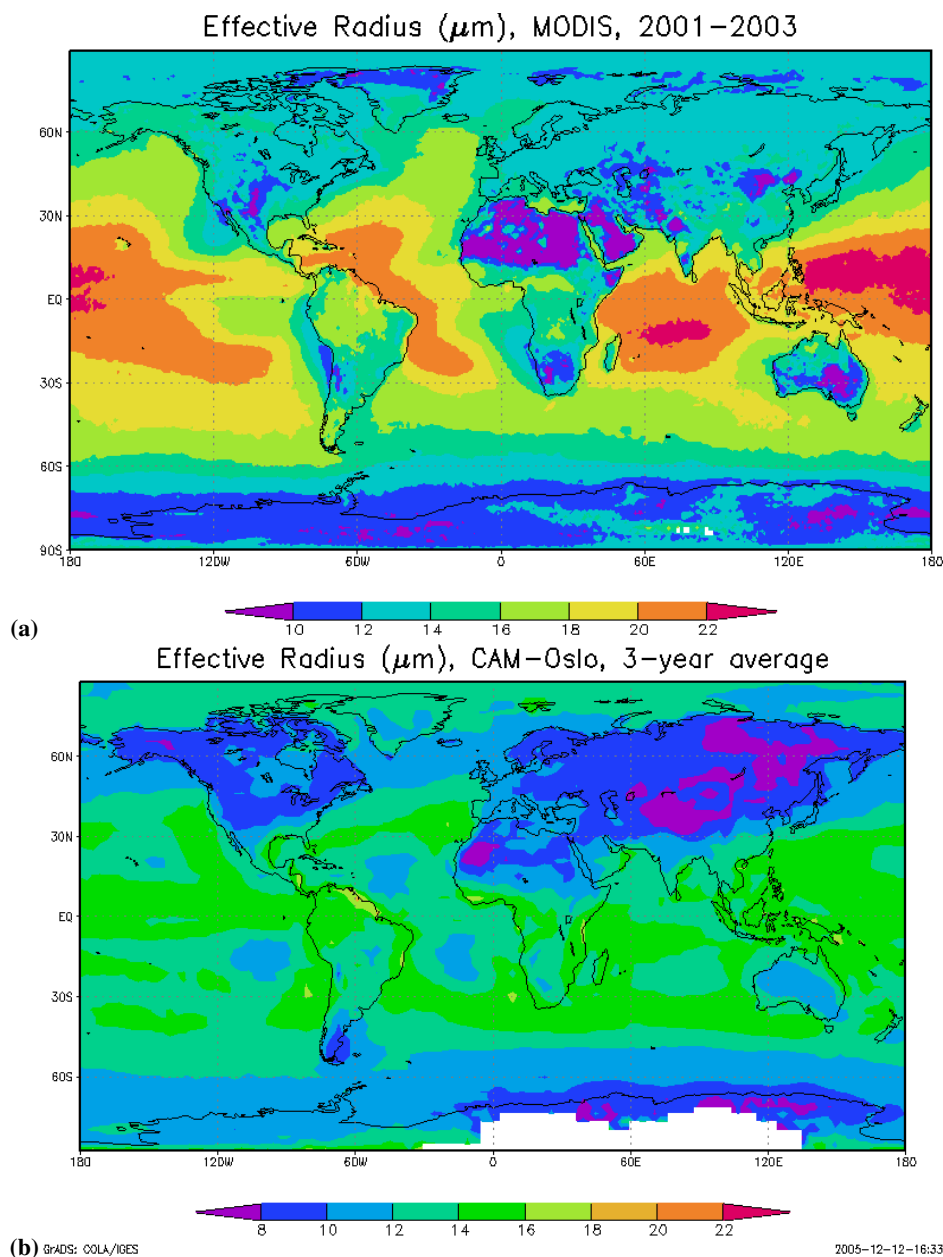 Effective Radius (μm), MODIS, 2001−2003
60N
30N
EQ
30S
60S
90S
180 120W 60W 0 60E 120E 180
10 12 14 16 18 20 22
(a)
Effective Radius (μm), CAM−Oslo, 3−year average
60N
30N
EQ
30S
60S
180 120W 60W 0 60E 120E 180
8 10 12 14 16 18 20 22
(b) GrADS: COLA/IGES 2005−12−12−16:33